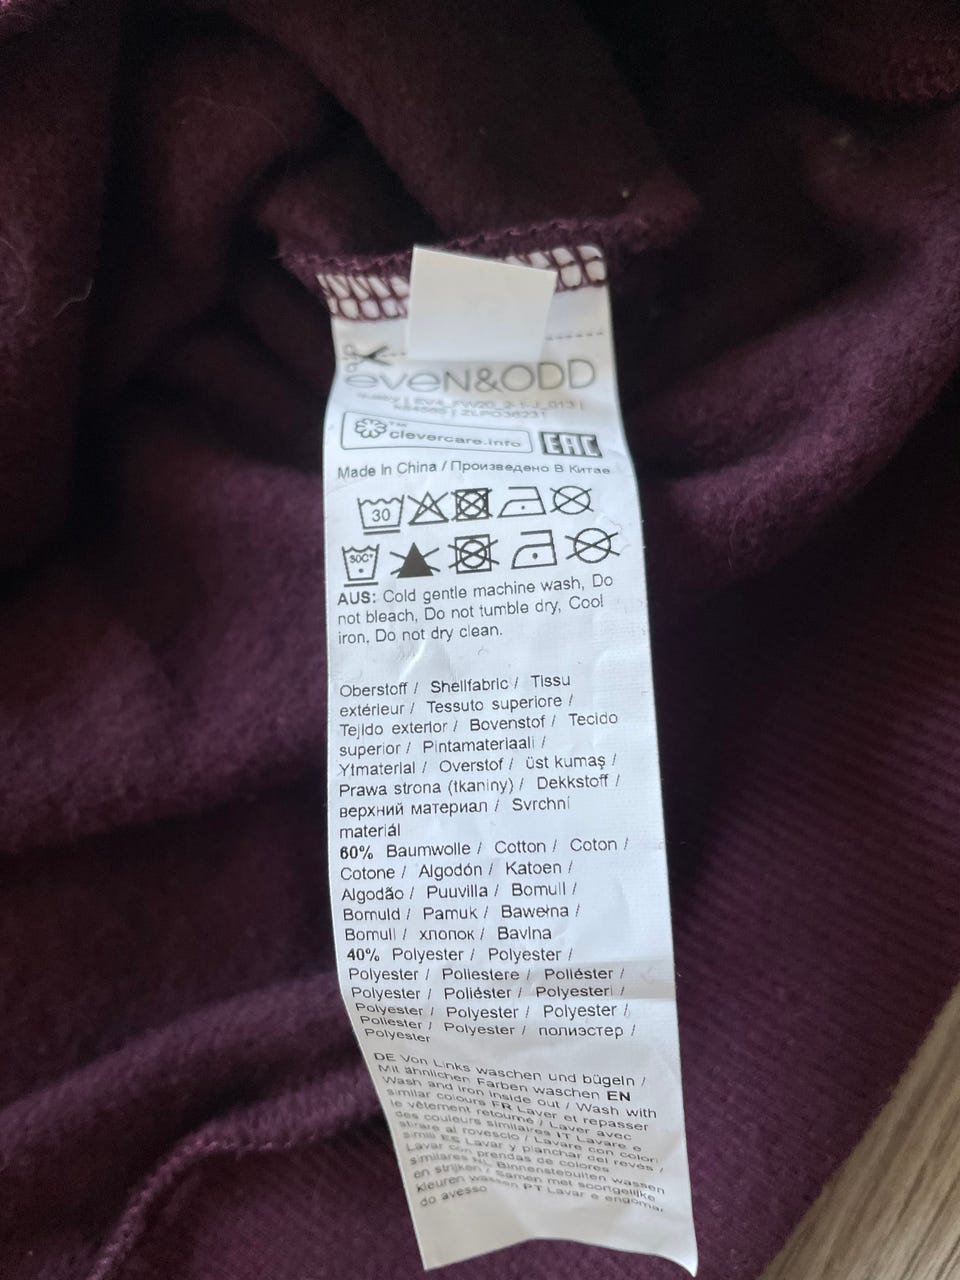 eveN&ODD
clevercare.info
EAC
Made In China / Произведено В Китае
30
30C°
AUS: Cold gentle machine wash, Do
not bleach, Do not tumble dry, Cool
iron, Do not dry clean.
Oberstoff / Shellfabric / Tissu
extérieur / Tessuto superiore /
Tejido exterior / Bovenstof / Tecido
superior / Pintamateriaali /
Ytmaterial / Overstof / üst kumaş /
Prawa strona (tkaniny) / Dekkstoff /
верхний материал / Svrchní
materiál
60% Baumwolle / Cotton / Coton /
Cotone / Algodón / Katoen /
Algodão / Puuvilla / Bomull /
Bomuld / Pamuk / Bawełna /
Bomull / хлопок / Bavlna
40% Polyester / Polyester /
Polyester / Poliestere / Poliéster /
Polyester / Poliéster / Polyesteri /
Polyester / Polyester / Polyester /
Poliester / Polyester / полиэстер /
Polyester
DE Von Links waschen und bügeln /
Mit ähnlichen Farben waschen EN
Wash and iron inside out / Wash with
similar colours FR Laver et repasser
le vêtement retourné / Laver avec
des couleurs similaires IT Lavare e
stirare al rovescio / Lavare con colori
simili ES Lavar y planchar del revés /
Lavar con prendas de colores
similares NL Binnenstebuiten wassen
en strijken / Samen met soortgelijke
kleuren wassen PT Lavar e engomar
do avesso